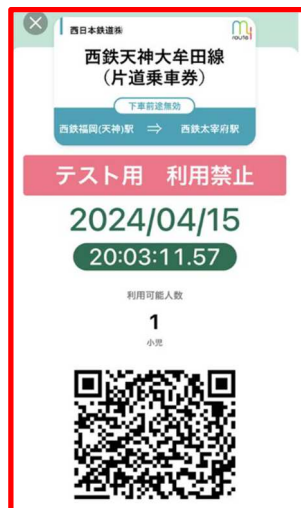 西日本鉄道㈱
my
route
西鉄天神大牟田線
（片道乗車券）
下車前途無効
西鉄福岡(天神)駅 ⇒ 西鉄太宰府駅
テスト用 利用禁止
2024/04/15
20:03:11.57
利用可能人数
1
小児